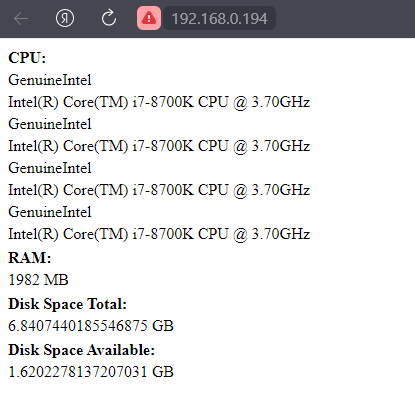 Я 192.168.0.194
CPU:
GenuineIntel
Intel(R) Core(TM) i7-8700K CPU @ 3.70GHz
GenuineIntel
Intel(R) Core(TM) i7-8700K CPU @ 3.70GHz
GenuineIntel
Intel(R) Core(TM) i7-8700K CPU @ 3.70GHz
GenuineIntel
Intel(R) Core(TM) i7-8700K CPU @ 3.70GHz
RAM:
1982 MB
Disk Space Total:
6.8407440185546875 GB
Disk Space Available:
1.6202278137207031 GB